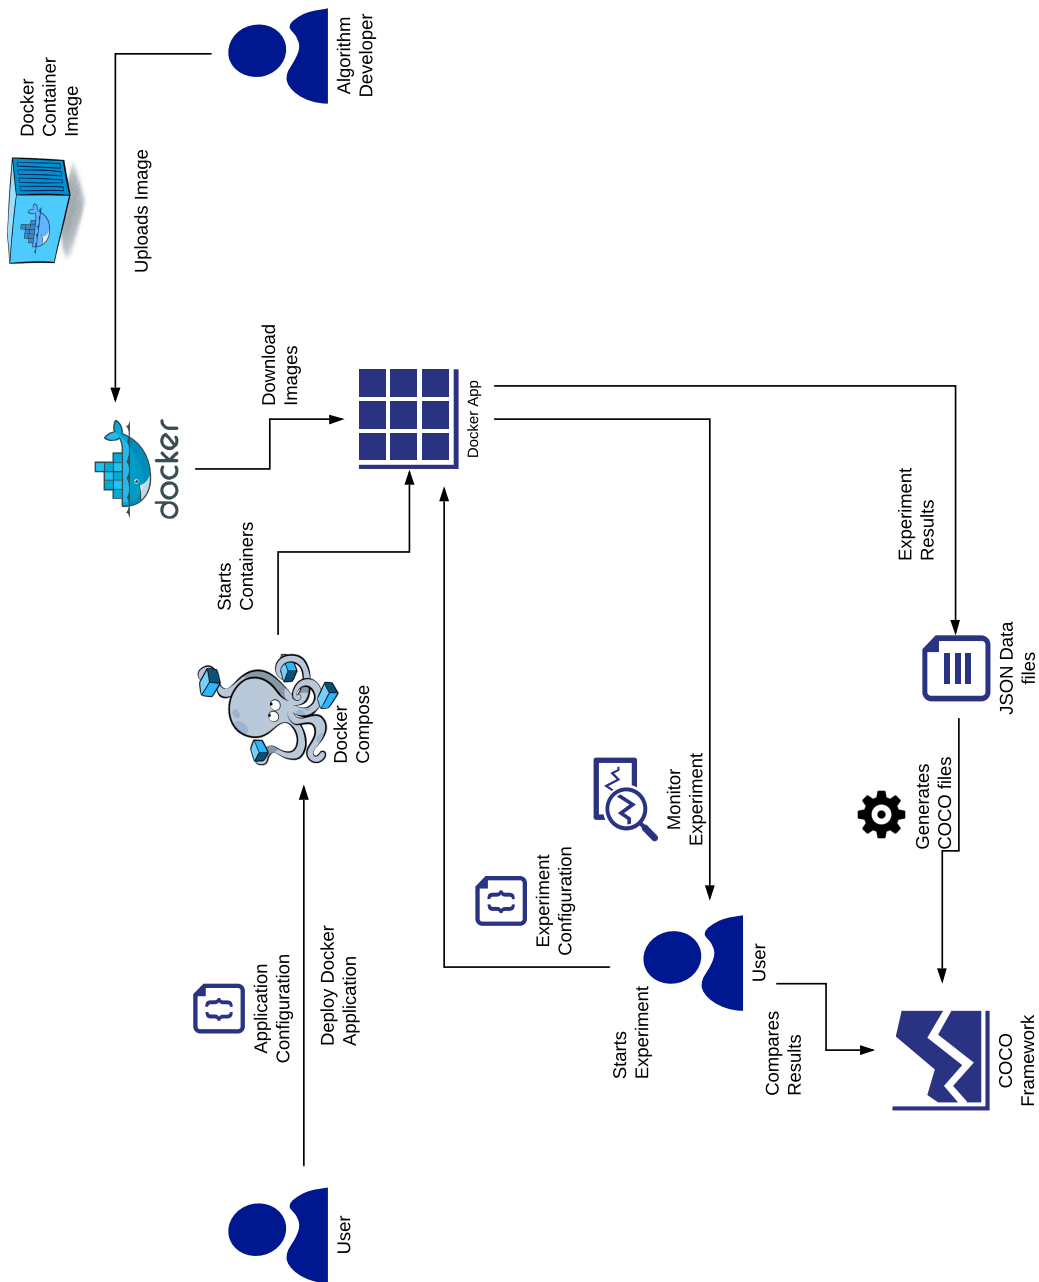 Docker
Container
Image
Algorithm
Developer
Uploads Image
docker
Download
Images
Docker App
Starts
Containers
Docker
Compose
Application
Configuration
Deploy Docker
Application
User
Experiment
Configuration
Monitor
Experiment
Starts
Experiment
User
Compares
Results
Experiment
Results
JSON Data
files
Generates
COCO files
COCO
Framework